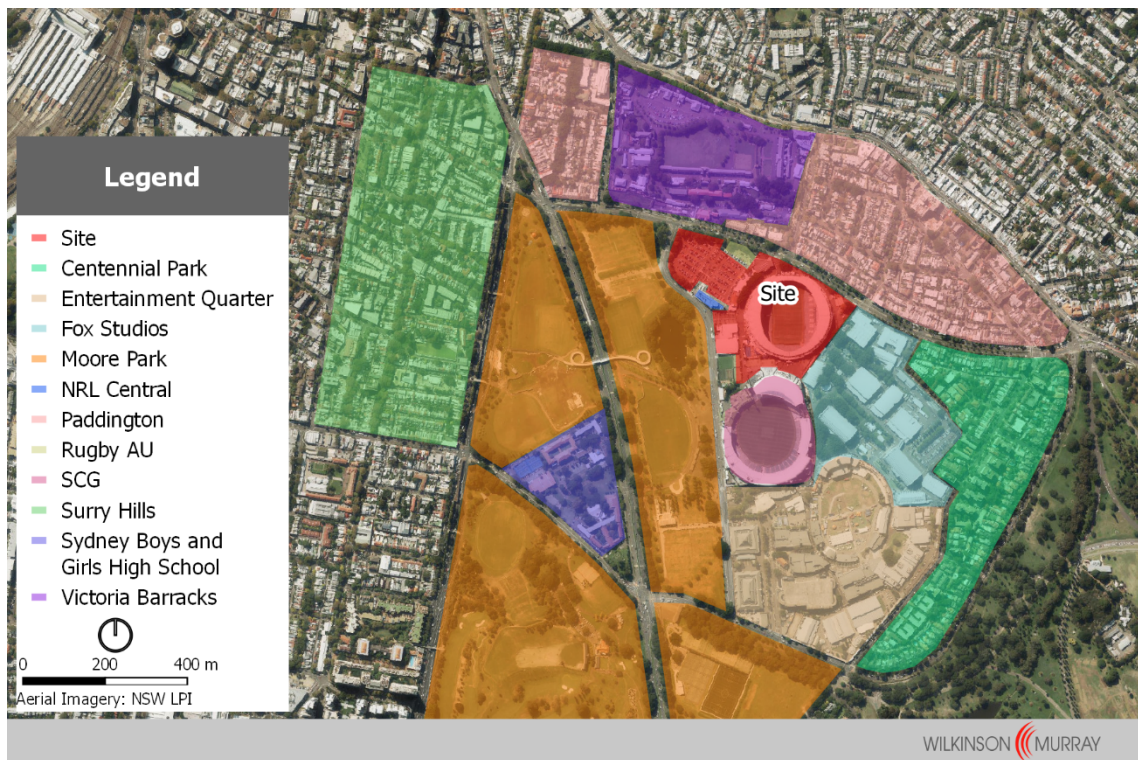 Legend
Site
Centennial Park
Entertainment Quarter
Fox Studios
Moore Park
NRL Central
Paddington
Rugby AU
SCG
Surry Hills
Sydney Boys and
Girls High School
Victoria Barracks
0 200 400 m
Aerial Imagery: NSW LPI
Site
WILKINSON MURRAY